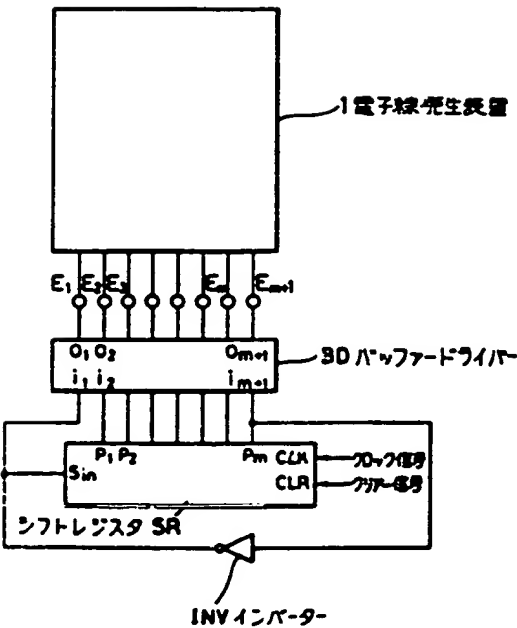 1電子線発生装置
E1 E2 E3 Em Em+1
O1 O2 Om+1
BDバッファードライバー
i1 i2 im+1
P1 P2 Pm CLK クロック信号
Sin
CLR クリアー信号
シフトレジスタ SR
INVインバーター